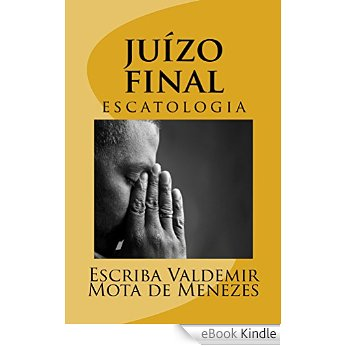 juízo
final
escatologia
Escriba Valdemir
Mota de Menezes
eBook Kindle